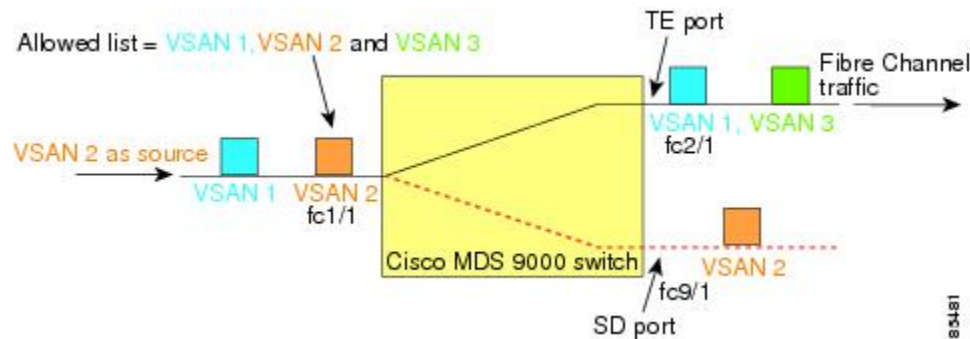 TE port
Allowed list = VSAN 1, VSAN 2 and VSAN 3
Fibre Channel
traffic
VSAN 1, VSAN 3
fc2/1
VSAN 2 as source
VSAN 1
VSAN 2
fc1/1
Cisco MDS 9000 switch
VSAN 2
fc9/1
SD port
85481